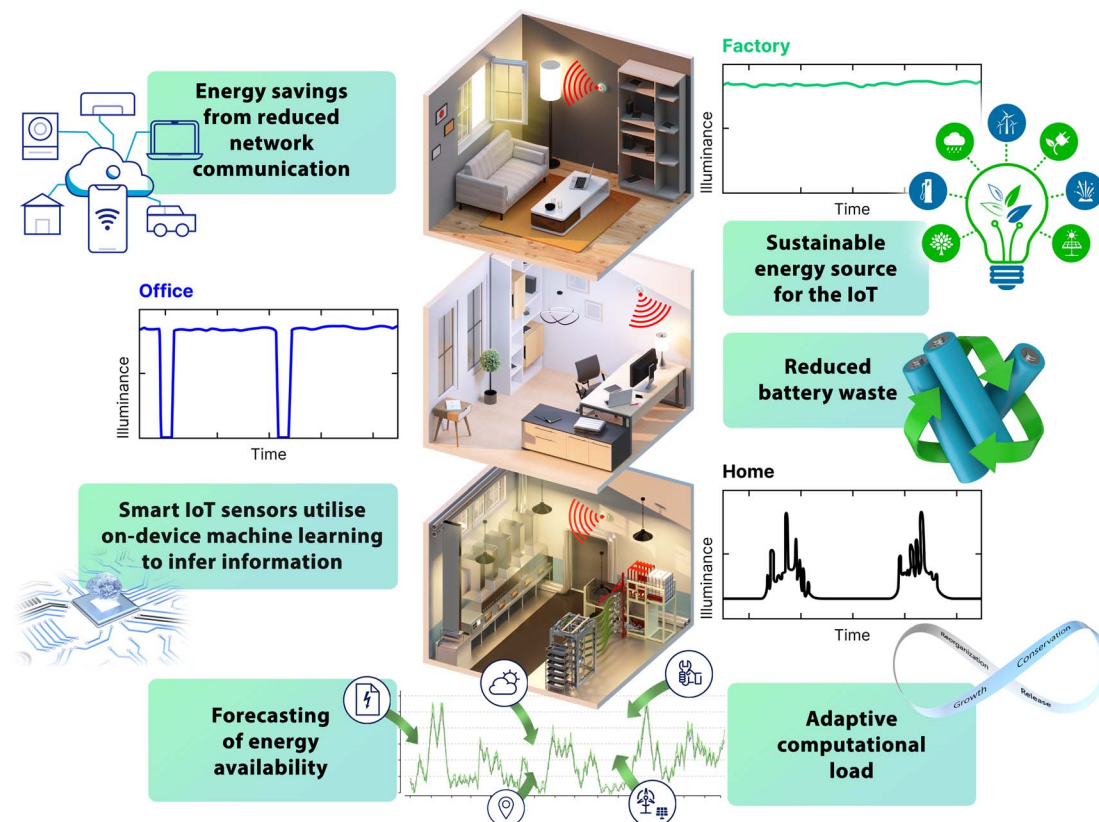 Energy savings
from reduced
network
communication
Factory
Illuminance
Time
Sustainable
energy source
for the IoT
Office
Illuminance
Time
Reduced
battery waste
Smart IoT sensors utilise
on-device machine learning
to infer information
Home
Illuminance
Time
Reorganization
Conservation
Growth
Release
Forecasting
of energy
availability
Adaptive
computational
load